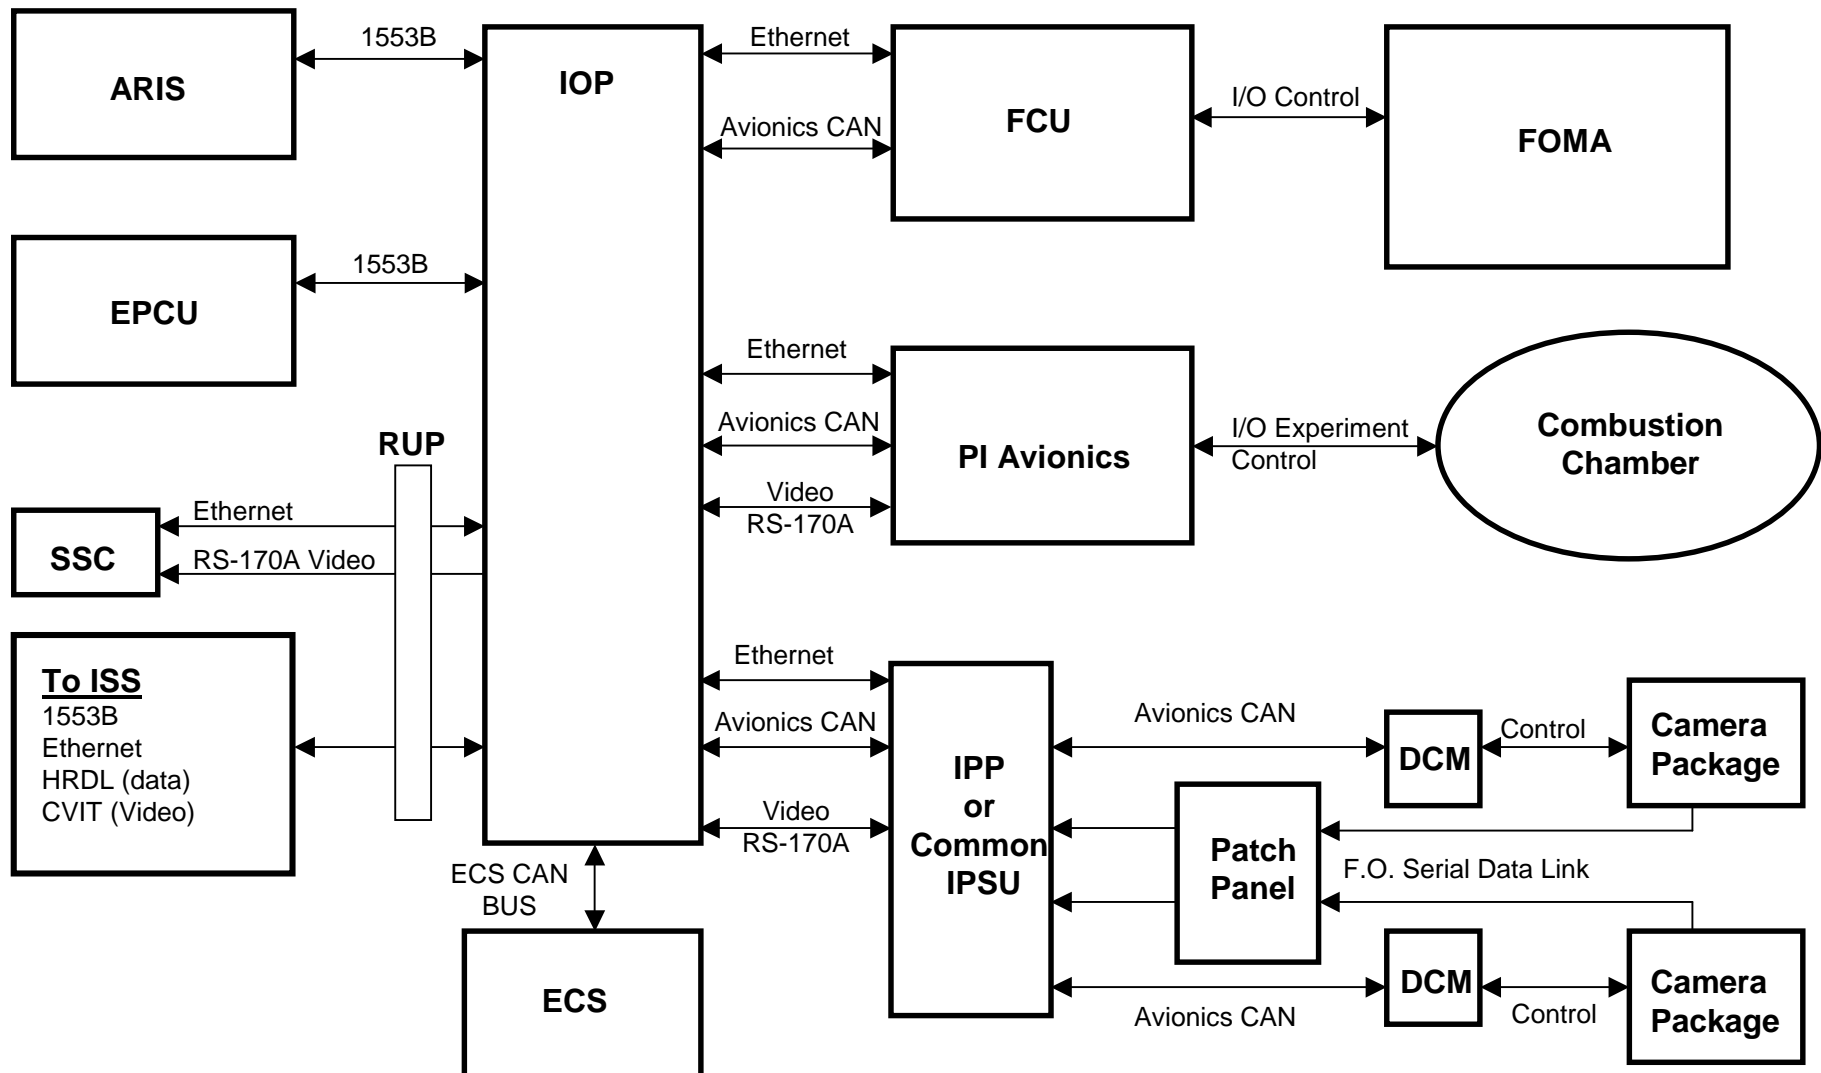 ARIS
1553B
IOP
Ethernet
Avionics CAN
FCU
I/O Control
FOMA
EPCU
1553B
Ethernet
Avionics CAN
Video
RS-170A
PI Avionics
I/O Experiment
Control
Combustion
Chamber
RUP
SSC
Ethernet
RS-170A Video
To ISS
1553B
Ethernet
HRDL (data)
CVIT (Video)
Ethernet
Avionics CAN
Video
RS-170A
IPP
or
Common
IPSU
Avionics CAN
DCM
Control
Camera
Package
Patch
Panel
F.O. Serial Data Link
Avionics CAN
DCM
Control
Camera
Package
ECS CAN
BUS
ECS